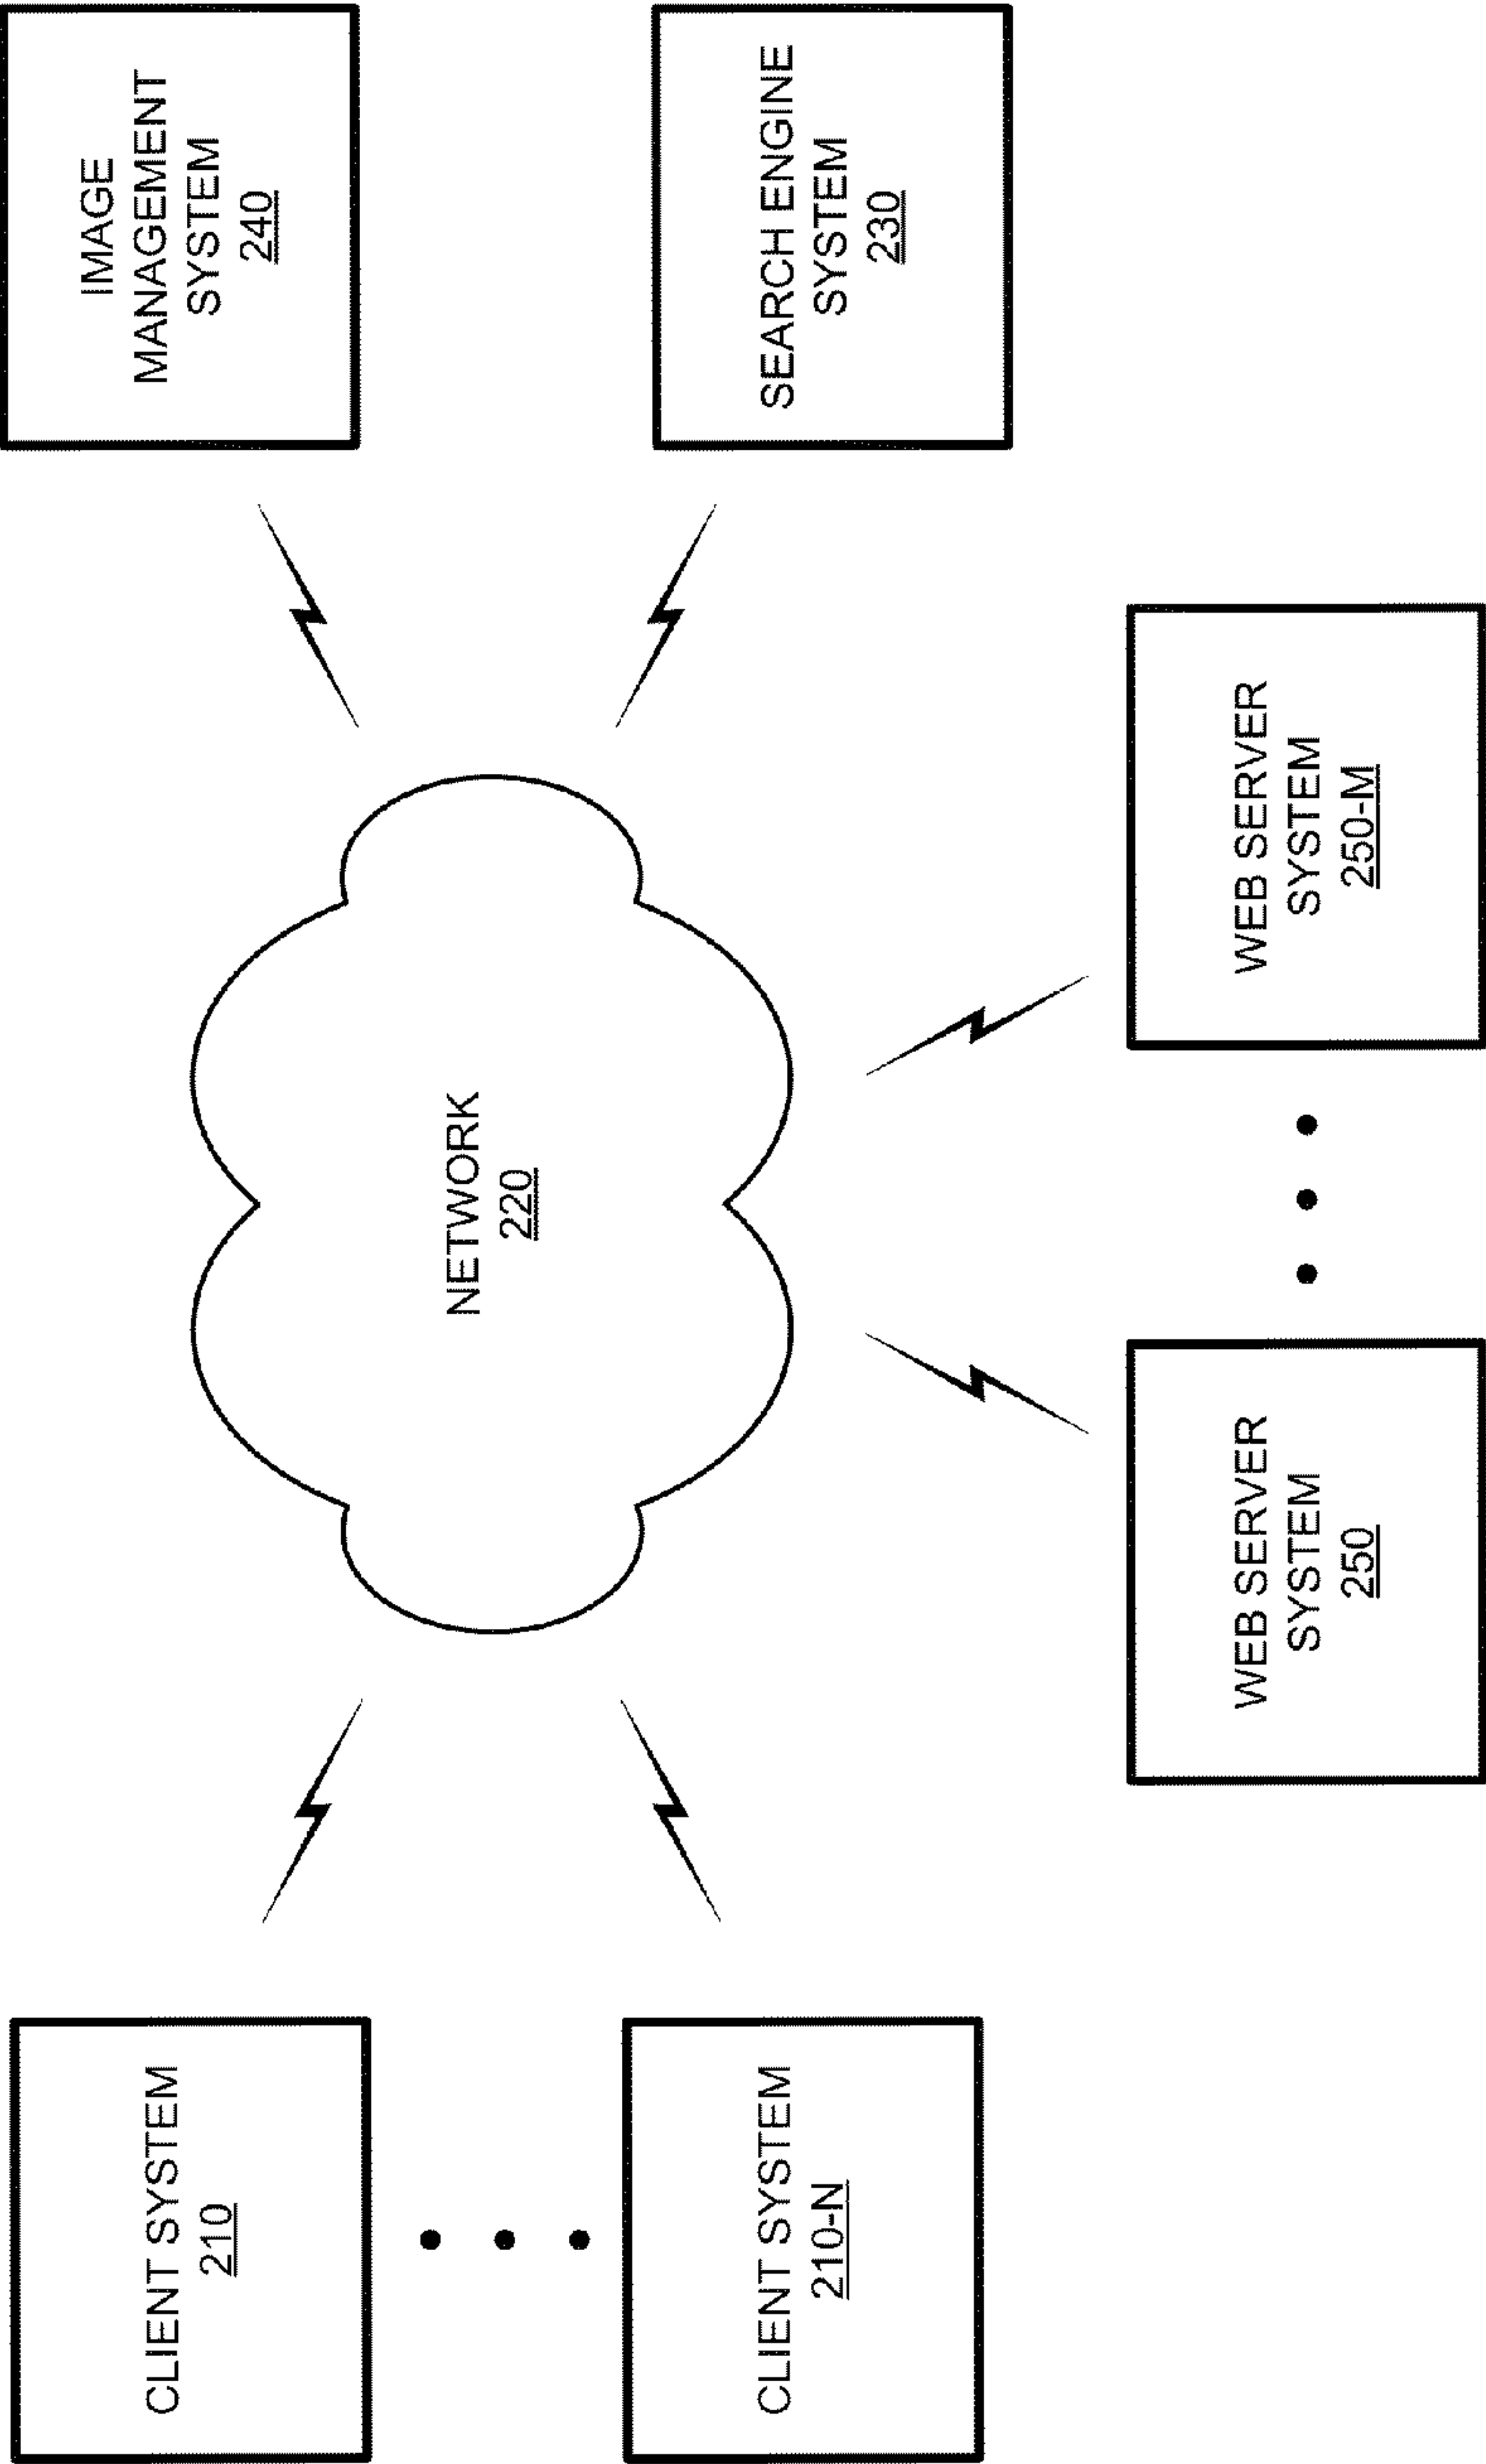 CLIENT SYSTEM
210
CLIENT SYSTEM
210-N
NETWORK
220
IMAGE
MANAGEMENT
SYSTEM
240
SEARCH ENGINE
SYSTEM
230
WEB SERVER
SYSTEM
250
WEB SERVER
SYSTEM
250-M